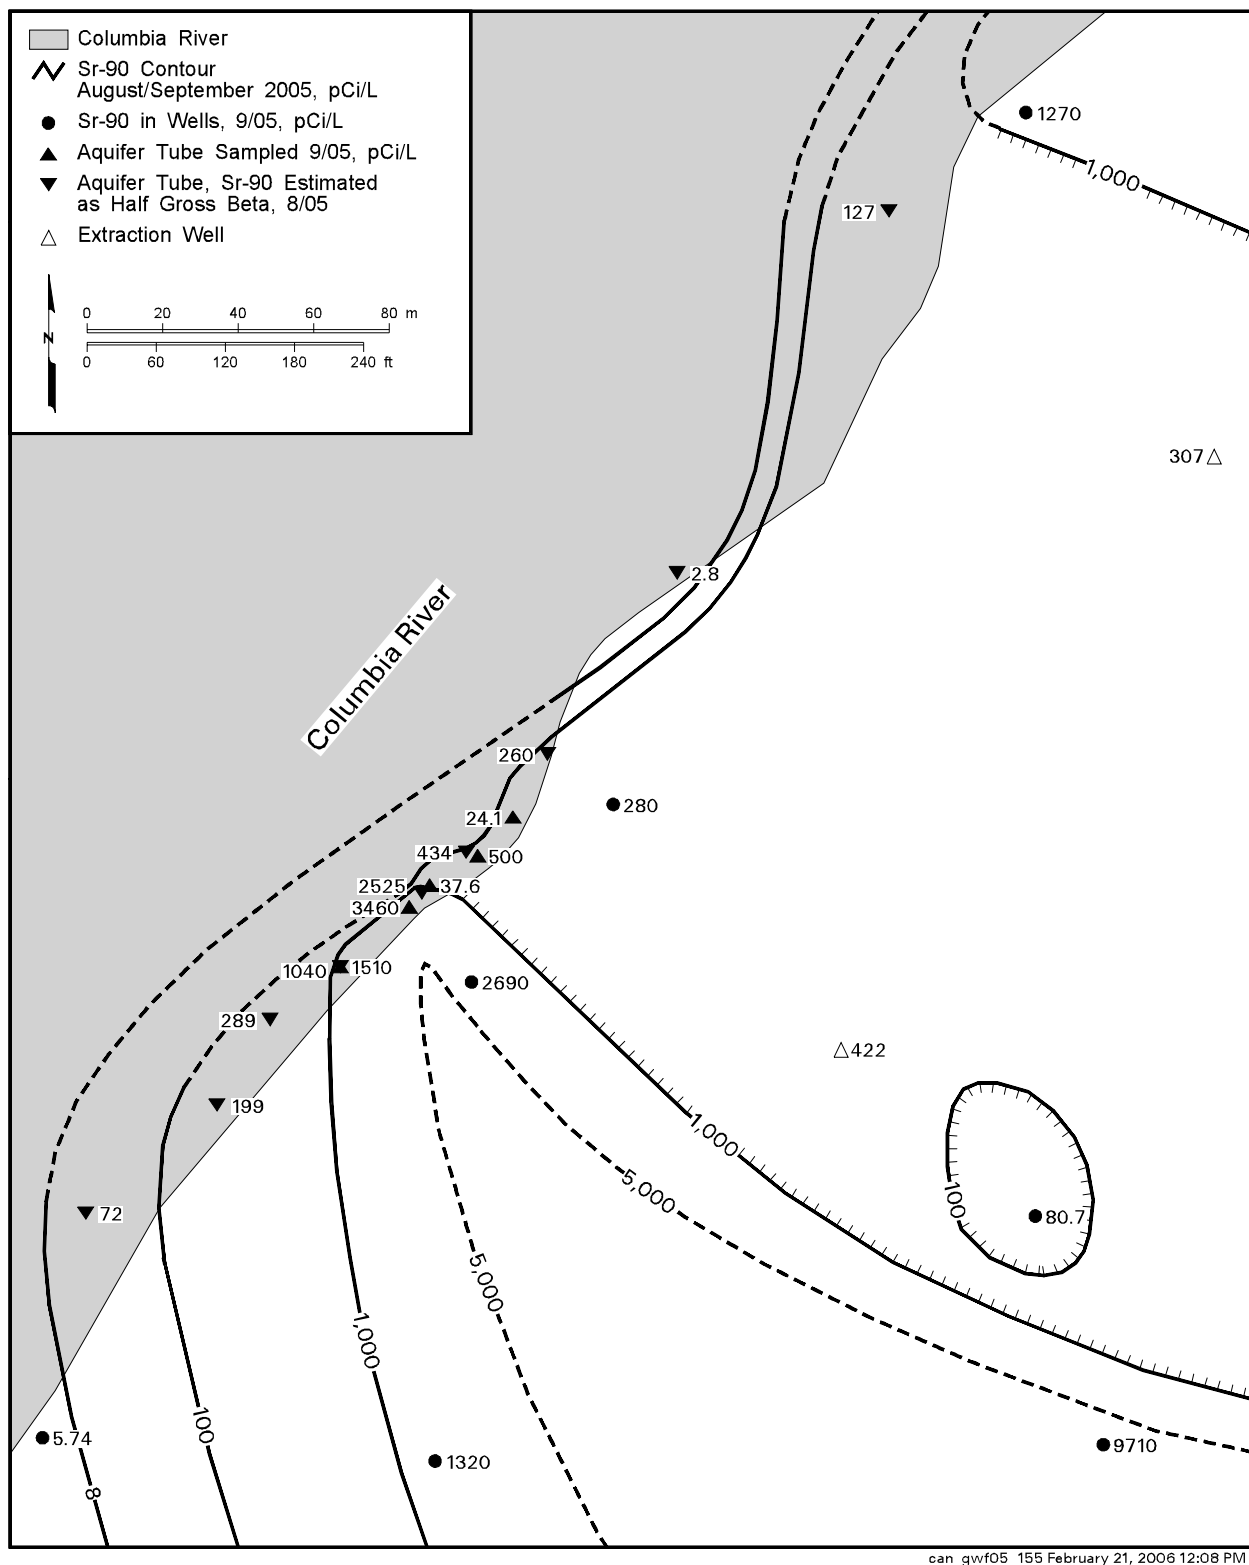 Columbia River
Sr-90 Contour
August/September 2005, pCi/L
Sr-90 in Wells, 9/05, pCi/L
Aquifer Tube Sampled 9/05, pCi/L
Aquifer Tube, Sr-90 Estimated
as Half Gross Beta, 8/05
Extraction Well
0 20 40 60 80 m
N
0 60 120 180 240 ft
1270
1,000
127
307
2.8
Columbia River
260
280
24.1
434
500
2525
37.6
3460
1040
1510
2690
289
422
199
1,000
5,000
100
80.7
72
5,000
1,000
100
5.74
9710
1320
8
can_gwf05_155 February 21, 2006 12:08 PM